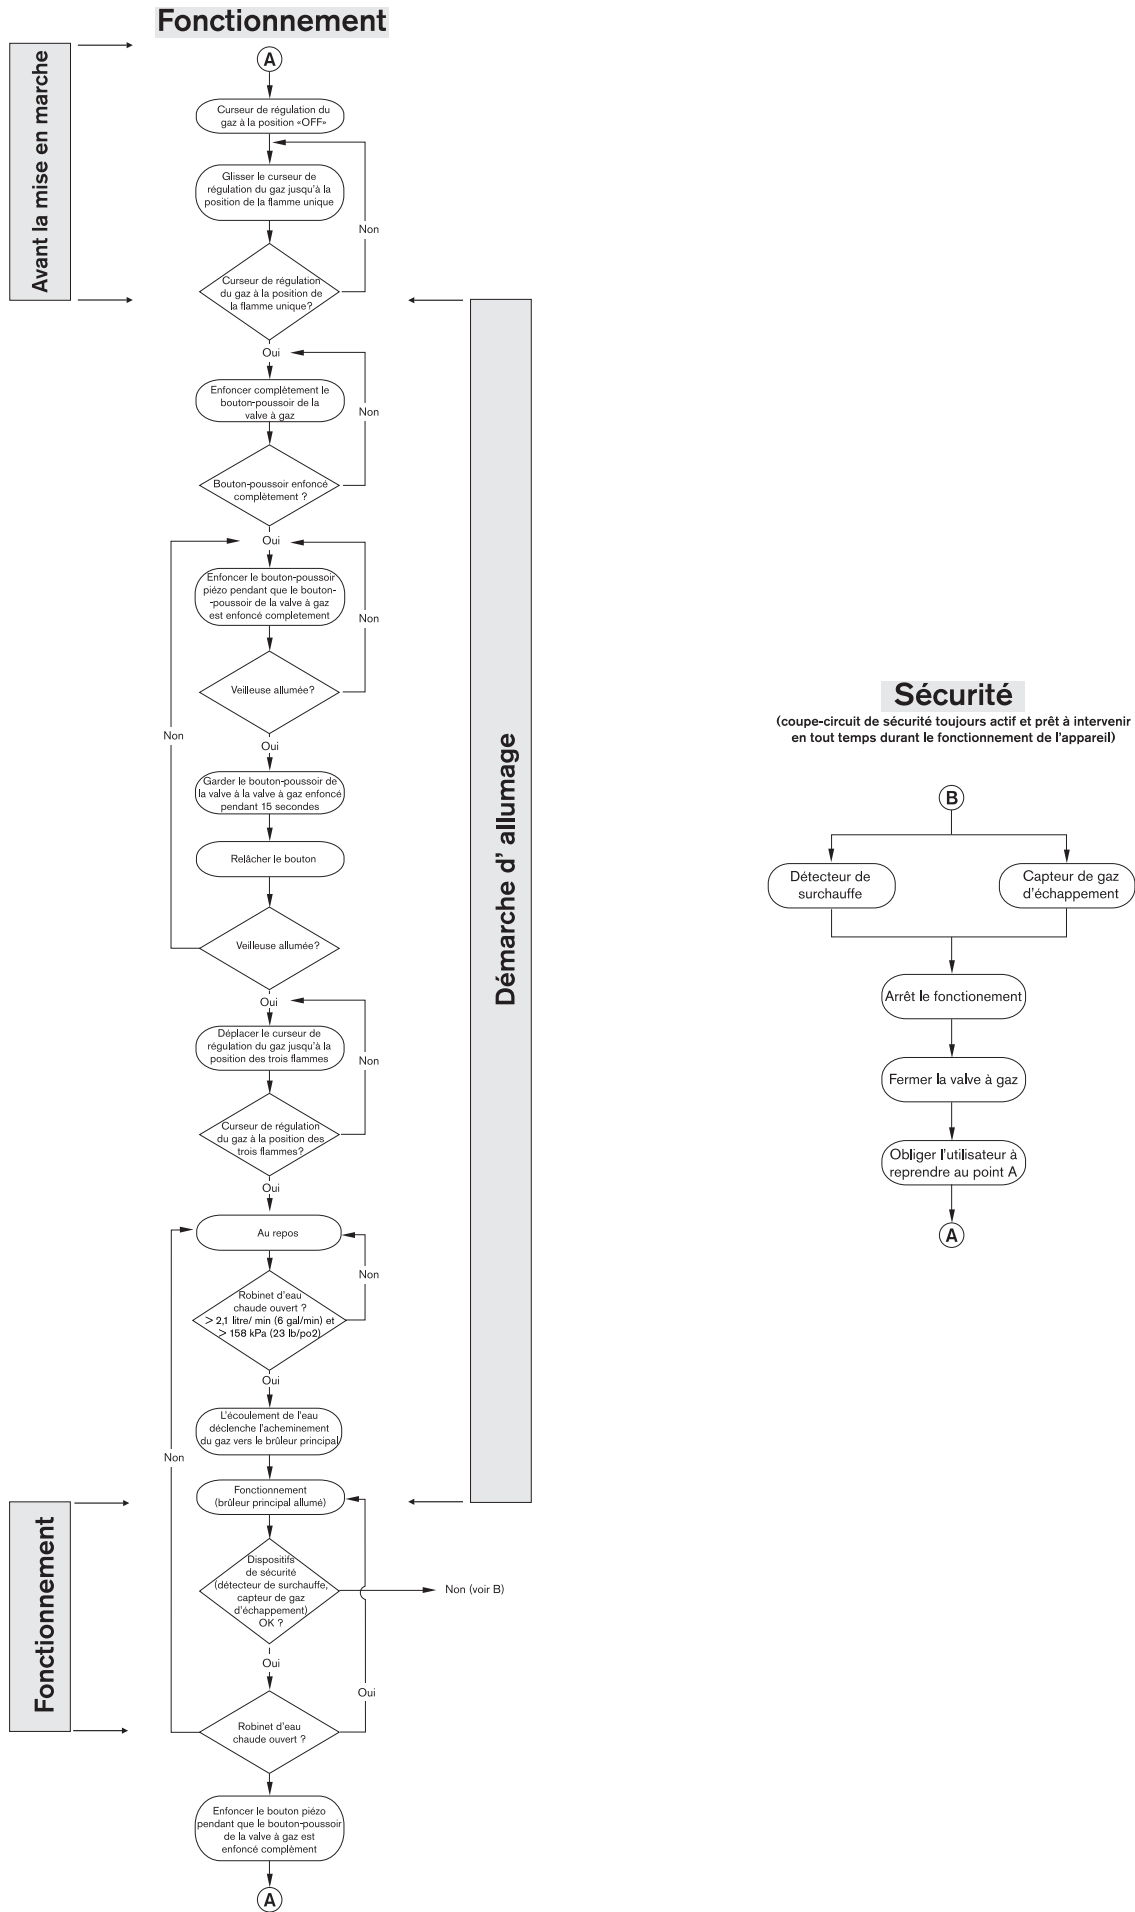 Fonctionnement
Avant la mise en marche
A
Curseur de régulation du
gaz à la position «OFF»
Glisser le curseur de
régulation du gaz jusqu'à la
position de la flamme unique
Non
Curseur de régulation
du gaz à la position de
la flamme unique?
Oui
Enfoncer complètement le
bouton-poussoir de la
valve à gaz
Non
Bouton-poussoir enfoncé
complètement ?
Oui
Enfoncer le bouton-poussoir
piézo pendant que le bouton-
-poussoir de la valve à gaz
est enfoncé completement
Non
Veilleuse allumée?
Non
Oui
Garder le bouton-poussoir de
la valve à la valve à gaz enfoncé
pendant 15 secondes
Relâcher le bouton
Veilleuse allumée?
Oui
Déplacer le curseur de
régulation du gaz jusqu'à la
position des trois flammes
Non
Curseur de régulation
du gaz à la position des
trois flammes?
Oui
Au repos
Non
Robinet d'eau
chaude ouvert ?
> 2,1 litre/ min (6 gal/min) et
> 158 kPa (23 lb/po2)
Oui
L'écoulement de l'eau
déclenche l'acheminement
du gaz vers le brûleur principal
Non
Fonctionnement
(brûleur principal allumé)
Démarche d' allumage
Fonctionnement
Dispositifs
de sécurité
(détecteur de surchauffe,
capteur de gaz
d'échappement)
OK ?
Non (voir B)
Oui
Oui
Robinet d'eau
chaude ouvert ?
Enfoncer le bouton piézo
pendant que le bouton-poussoir
de la valve à gaz est
enfoncé complèment
A
Sécurité
(coupe-circuit de sécurité toujours actif et prêt à intervenir
en tout temps durant le fonctionnement de l'appareil)
B
Détecteur de
surchauffe
Capteur de gaz
d'échappement
Arrêt le fonctionement
Fermer la valve à gaz
Obliger l'utilisateur à
reprendre au point A
A